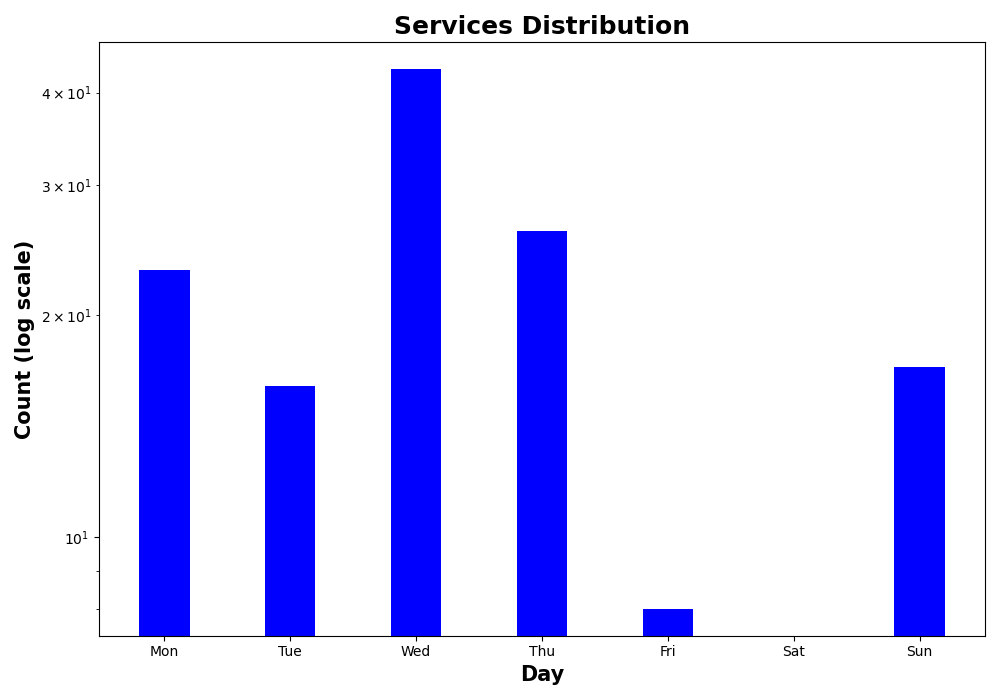 Services Distribution
Count (log scale)
4 × 10¹
3 × 10¹
2 × 10¹
10¹
Mon Tue Wed Thu Fri Sat Sun
Day